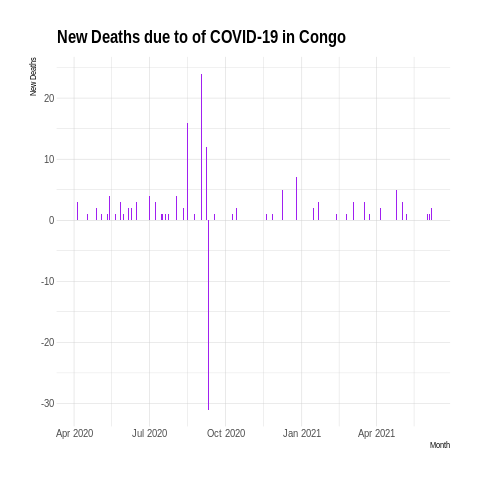 New Deaths due to of COVID-19 in Congo
New Deaths
20
10
0
-10
-20
-30
Apr 2020 Jul 2020 Oct 2020 Jan 2021 Apr 2021
Month